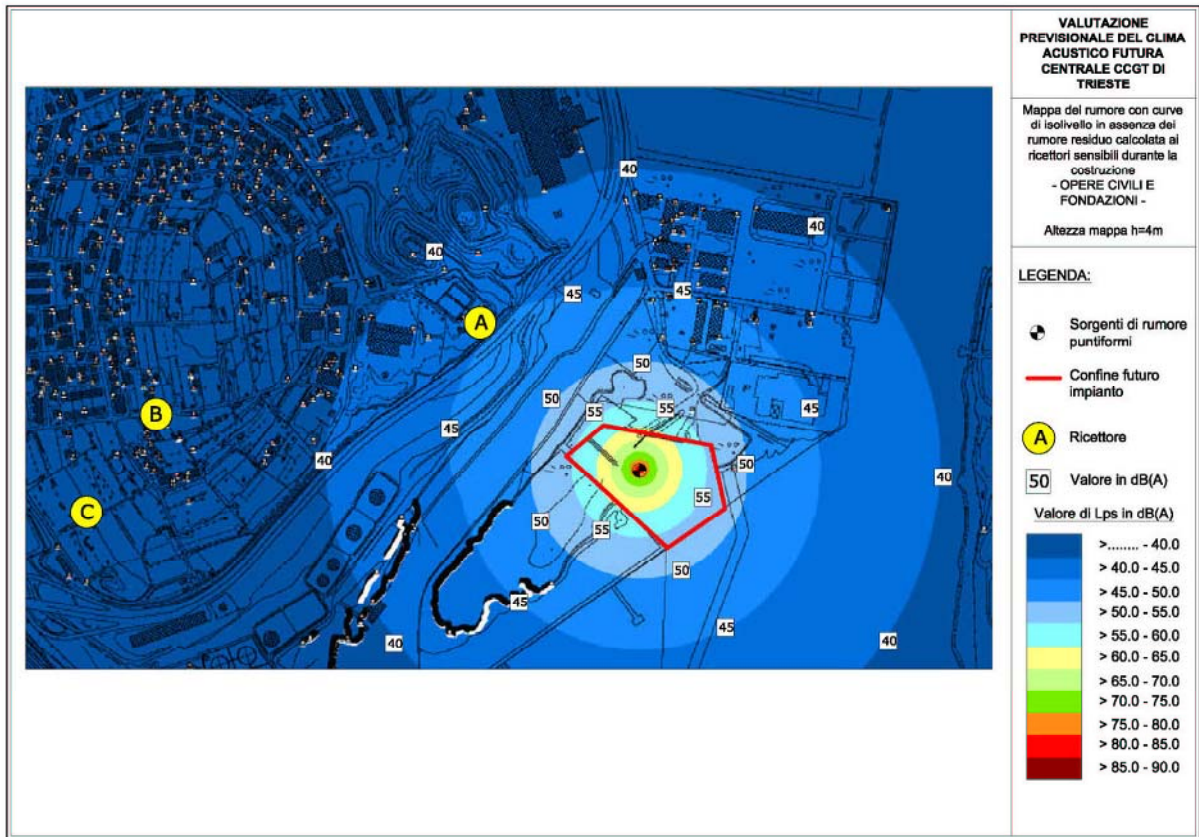 VALUTAZIONE
PREVISIONALE DEL CLIMA
ACUSTICO FUTURA
CENTRALE CCGT DI
TRIESTE
Mappa del rumore con curve
di isolivello in assenza dei
rumore residuo calcolata ai
ricettori sensibili durante la
costruzione
- OPERE CIVILI E
FONDAZIONI -
Altezza mappa h=4m
LEGENDA:
Sorgenti di rumore
puntiformi
Confine futuro
impianto
A Ricettore
50 Valore in dB(A)
Valore di Lps in dB(A)
>........ - 40.0
> 40.0 - 45.0
> 45.0 - 50.0
> 50.0 - 55.0
> 55.0 - 60.0
> 60.0 - 65.0
> 65.0 - 70.0
> 70.0 - 75.0
> 75.0 - 80.0
> 80.0 - 85.0
> 85.0 - 90.0
40
40
40
45
45
A
50
50
55
55
45
B
45
40
50
40
55
C
50
55
50
45
45
40
40